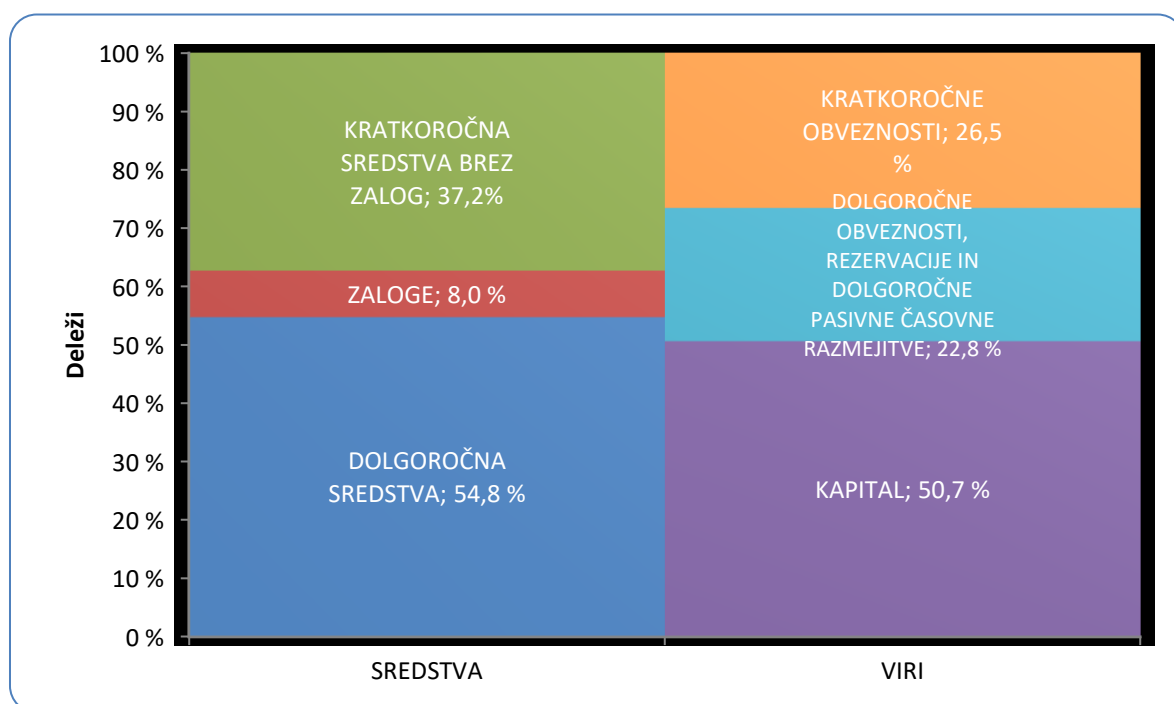 100 %
90 %
80 %
70 %
60 %
50 %
40 %
30 %
20 %
10 %
0 %
Deleži
KRATKOROČNA
SREDSTVA BREZ
ZALOG; 37,2%
ZALOGE; 8,0 %
DOLGOROČNA
SREDSTVA; 54,8 %
KRATKOROČNE
OBVEZNOSTI; 26,5
%
DOLGOROČNE
OBVEZNOSTI,
REZERVACIJE IN
DOLGOROČNE
PASIVNE ČASOVNE
RAZMEJITVE; 22,8 %
KAPITAL; 50,7 %
SREDSTVA
VIRI